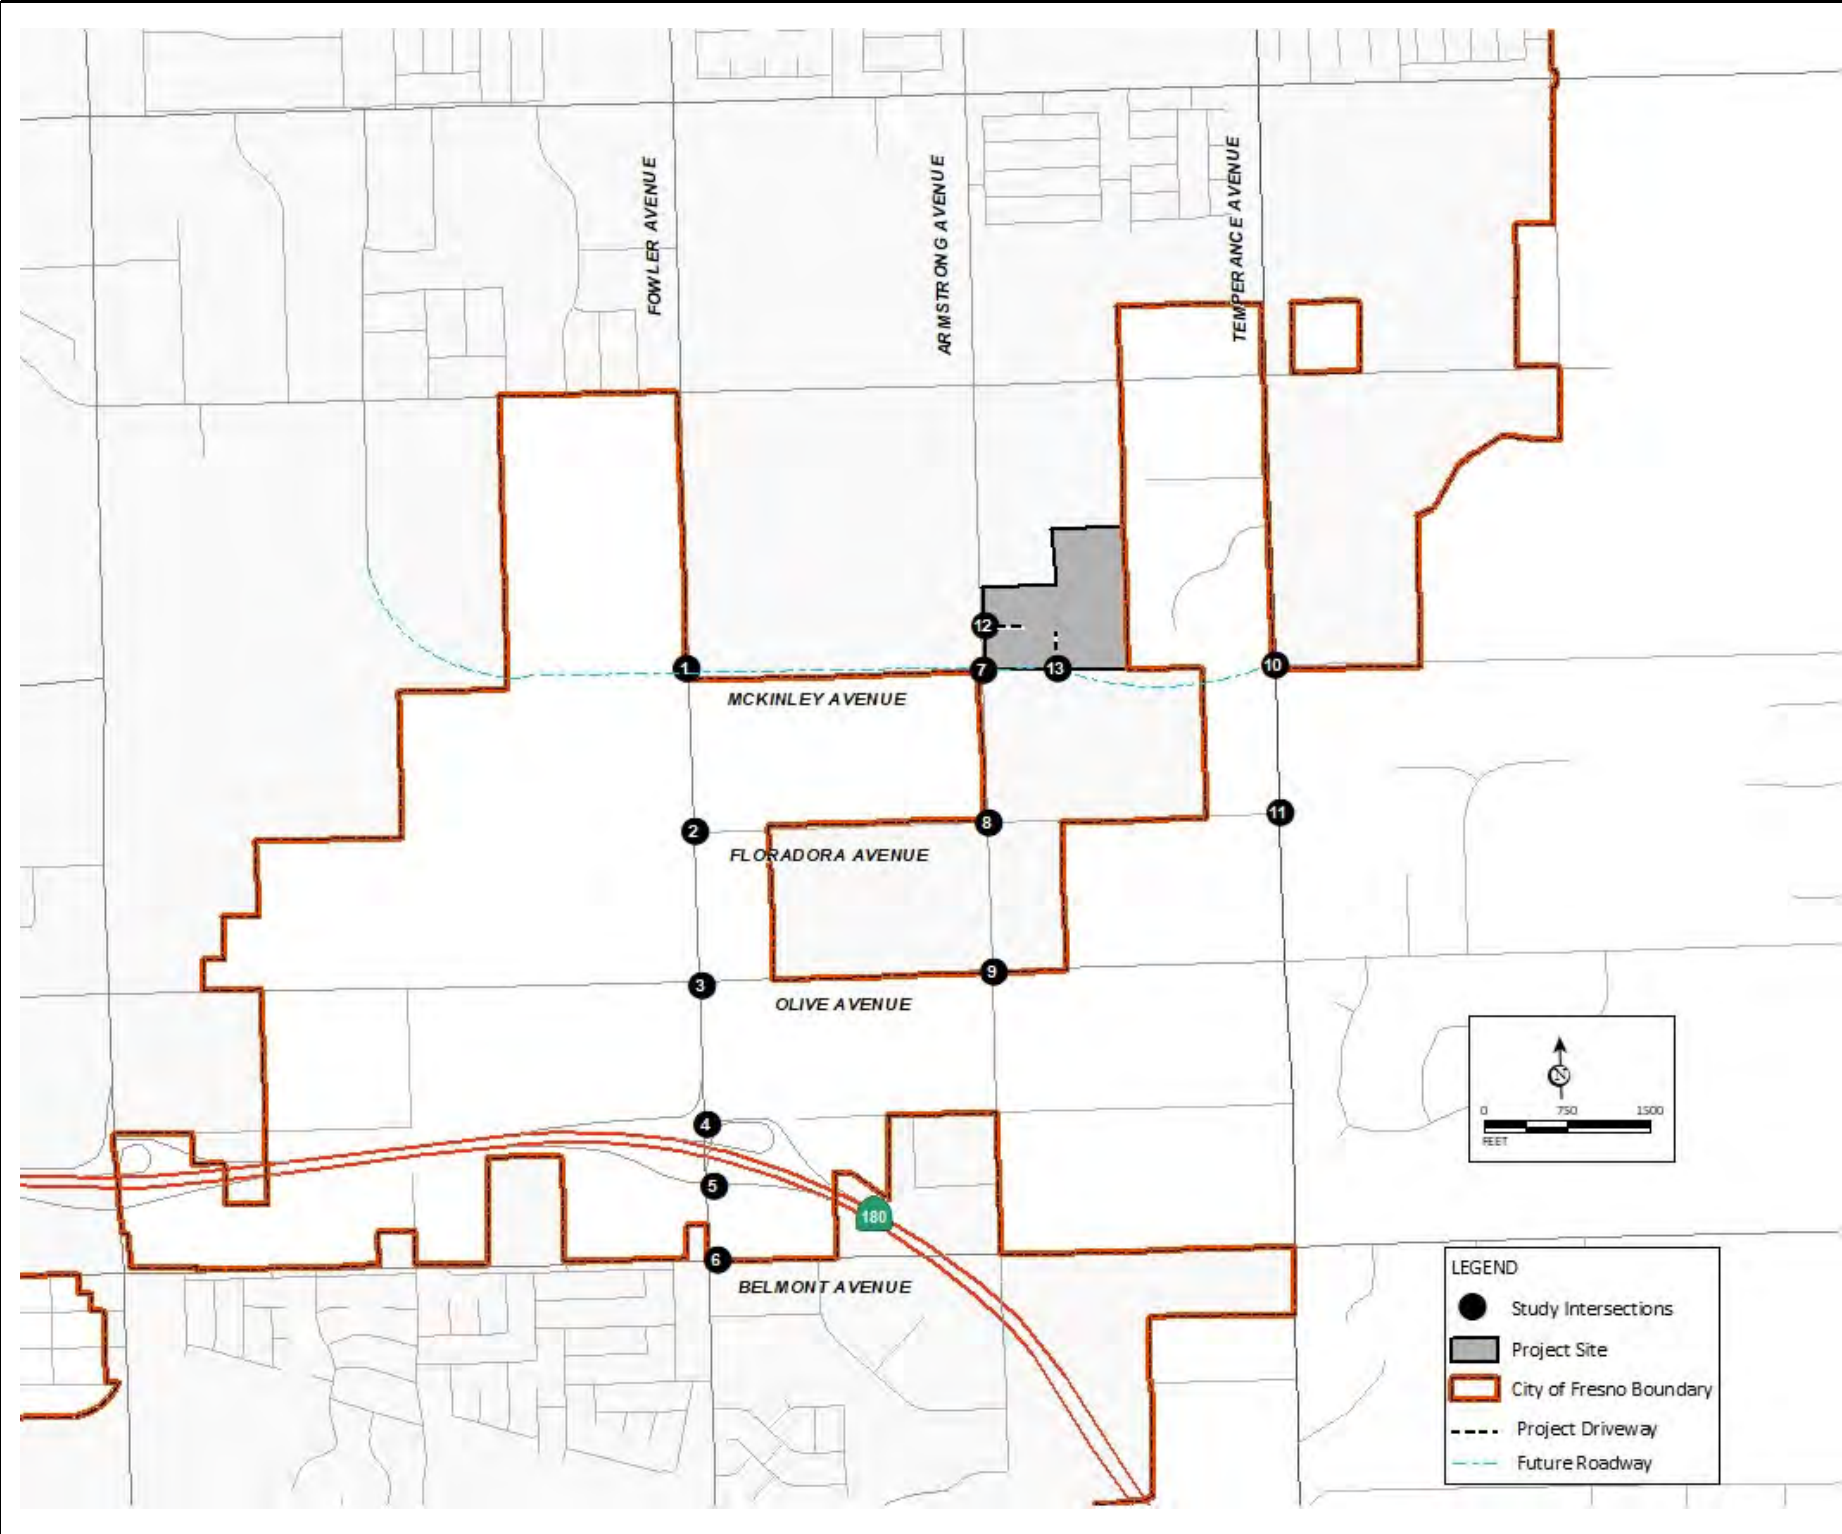 FOWLER AVENUE
ARMSTRONG AVENUE
TEMPERANCE AVENUE
12
1
7
13
10
MCKINLEY AVENUE
2
8
11
FLORADORA AVENUE
3
9
OLIVE AVENUE
N
0 750 1500
FEET
4
5
180
6
BELMONT AVENUE
LEGEND
Study Intersections
Project Site
City of Fresno Boundary
Project Driveway
Future Roadway